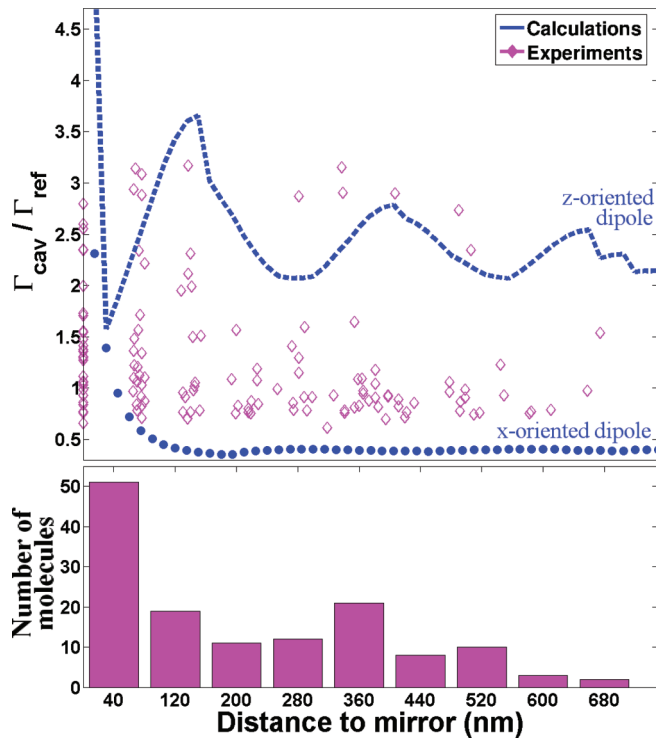 4.5
4
3.5
3
2.5
2
1.5
1
0.5
Γcav / Γref
Calculations
Experiments
z-oriented
dipole
x-oriented dipole
50
40
30
20
10
0
Number of
molecules
40 120 200 280 360 440 520 600 680
Distance to mirror (nm)